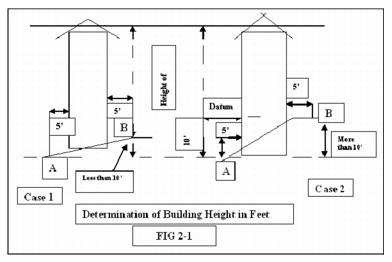 5'
5'
A
B
Less than 10'
Case 1
Height of
Datum
10'
5'
5'
A
B
More
than 10'
Case 2
Determination of Building Height in Feet
FIG 2-1